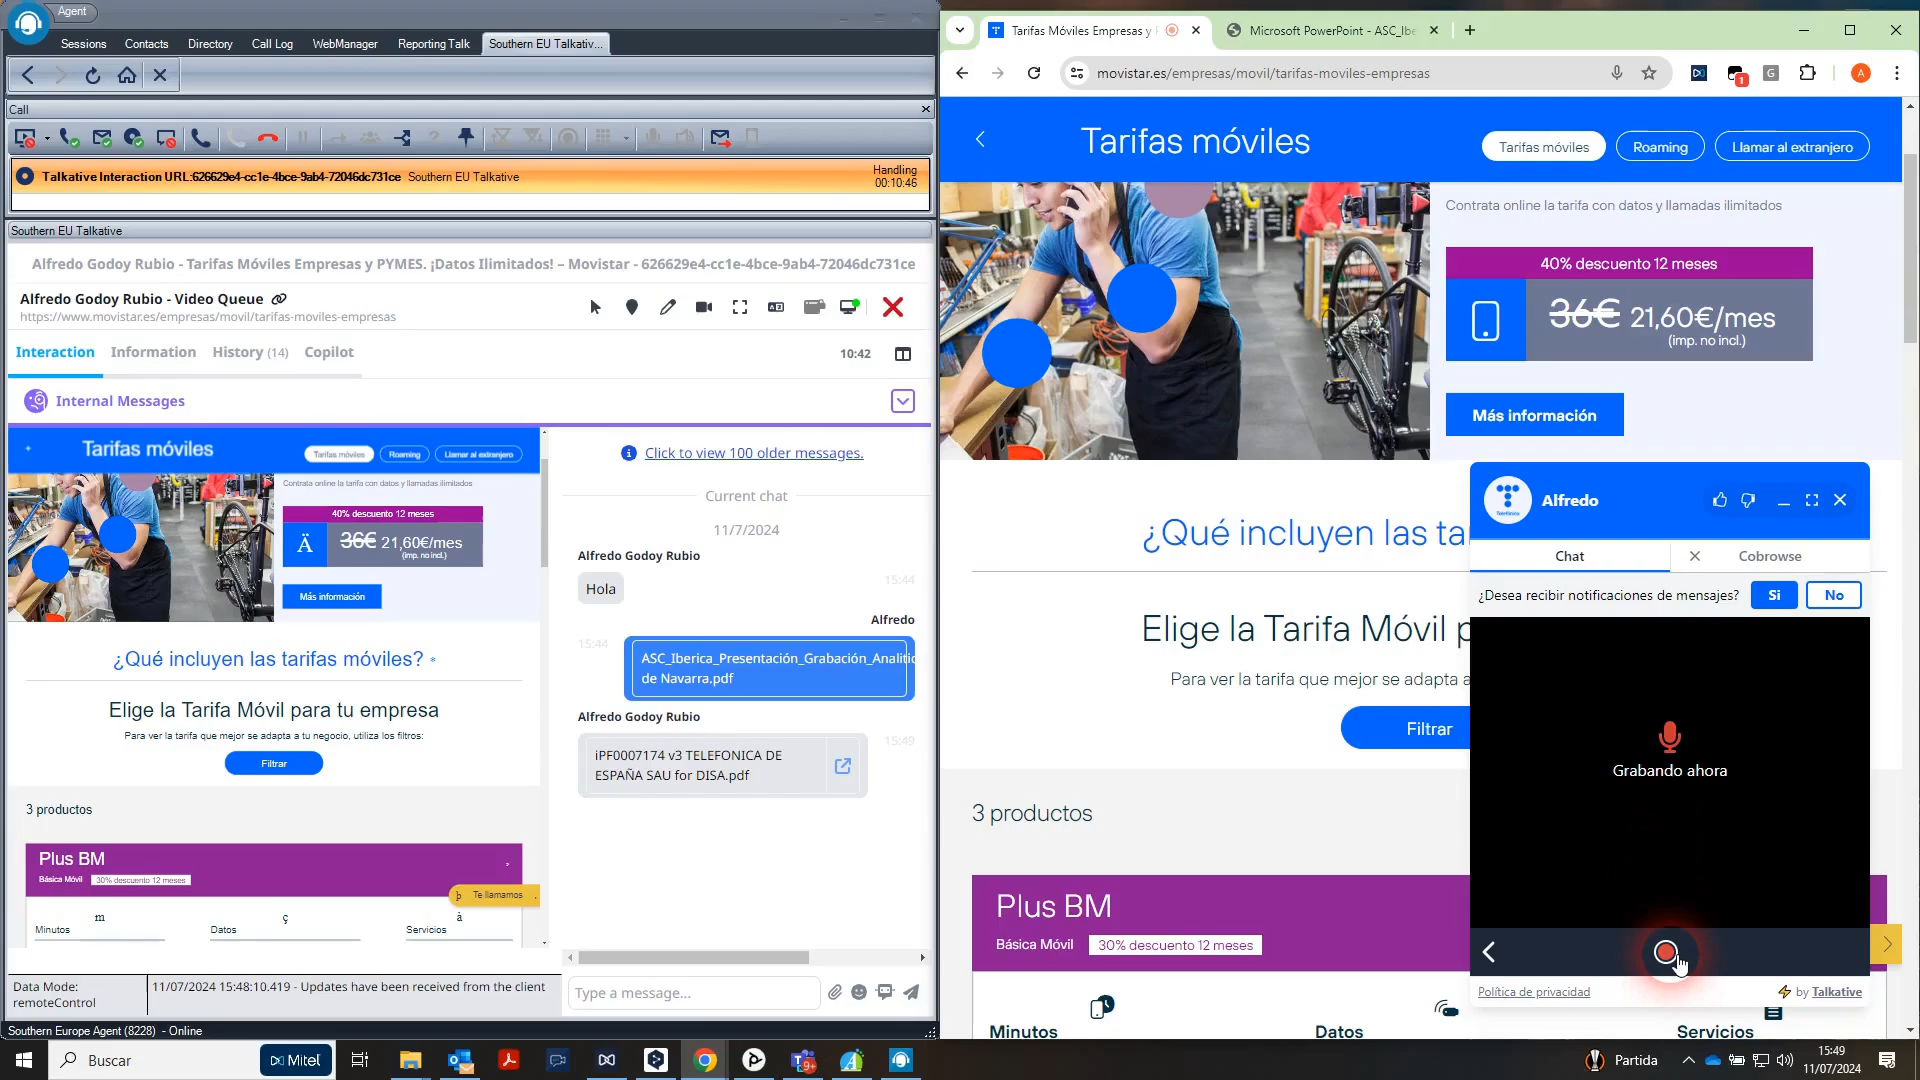 Agent
Sessions Contacts Directory Call Log WebManager Reporting Talk Southern EU Talkativ...
Call
Talkative Interaction URL:626629e4-cc1e-4bce-9ab4-72046dc731ce Southern EU Talkative
Handling
00:10:46
Southern EU Talkative
Alfredo Godoy Rubio - Tarifas Móviles Empresas y PYMES. ¡Datos Ilimitados! – Movistar - 626629e4-cc1e-4bce-9ab4-72046dc731ce
Alfredo Godoy Rubio - Video Queue
https://www.movistar.es/empresas/movil/tarifas-moviles-empresas
Interaction Information History (14) Copilot
10:42
Internal Messages
Tarifas móviles
Tarifas móviles Roaming Llamar al extranjero
Contrata online la tarifa con datos y llamadas ilimitados
40% descuento 12 meses
Ä 36€ 21,60€/mes
(imp. no incl.)
Más información
¿Qué incluyen las tarifas móviles? *
Elige la Tarifa Móvil para tu empresa
Para ver la tarifa que mejor se adapta a tu negocio, utiliza los filtros:
Filtrar
3 productos
Plus BM
Básica Móvil 30% descuento 12 meses
þ Te llamamos
m ç à
Minutos Datos Servicios
Click to view 100 older messages.
Current chat
11/7/2024
Alfredo Godoy Rubio
15:44
Hola
Alfredo
15:44
ASC_Iberica_Presentación_Grabación_Analitic
de Navarra.pdf
Alfredo Godoy Rubio
15:49
iPF0007174 v3 TELEFONICA DE
ESPAÑA SAU for DISA.pdf
Type a message...
Data Mode:
remoteControl
11/07/2024 15:48:10.419 - Updates have been received from the client
Southern Europe Agent (8228) - Online
Tarifas Móviles Empresas y
Microsoft PowerPoint - ASC_Ibe
movistar.es/empresas/movil/tarifas-moviles-empresas
1
G
A
Tarifas móviles
Tarifas móviles Roaming Llamar al extranjero
Contrata online la tarifa con datos y llamadas ilimitados
40% descuento 12 meses
36€ 21,60€/mes
(imp. no incl.)
Más información
¿Qué incluyen las ta
Elige la Tarifa Móvil p
Para ver la tarifa que mejor se adapta a
Filtrar
3 productos
Plus BM
Básica Móvil 30% descuento 12 meses
Minutos Datos Servicios
Telefónica
Alfredo
Chat Cobrowse
¿Desea recibir notificaciones de mensajes? Si No
Grabando ahora
Política de privacidad
by Talkative
Buscar
Mitel
9+
Partida
15:49
11/07/2024